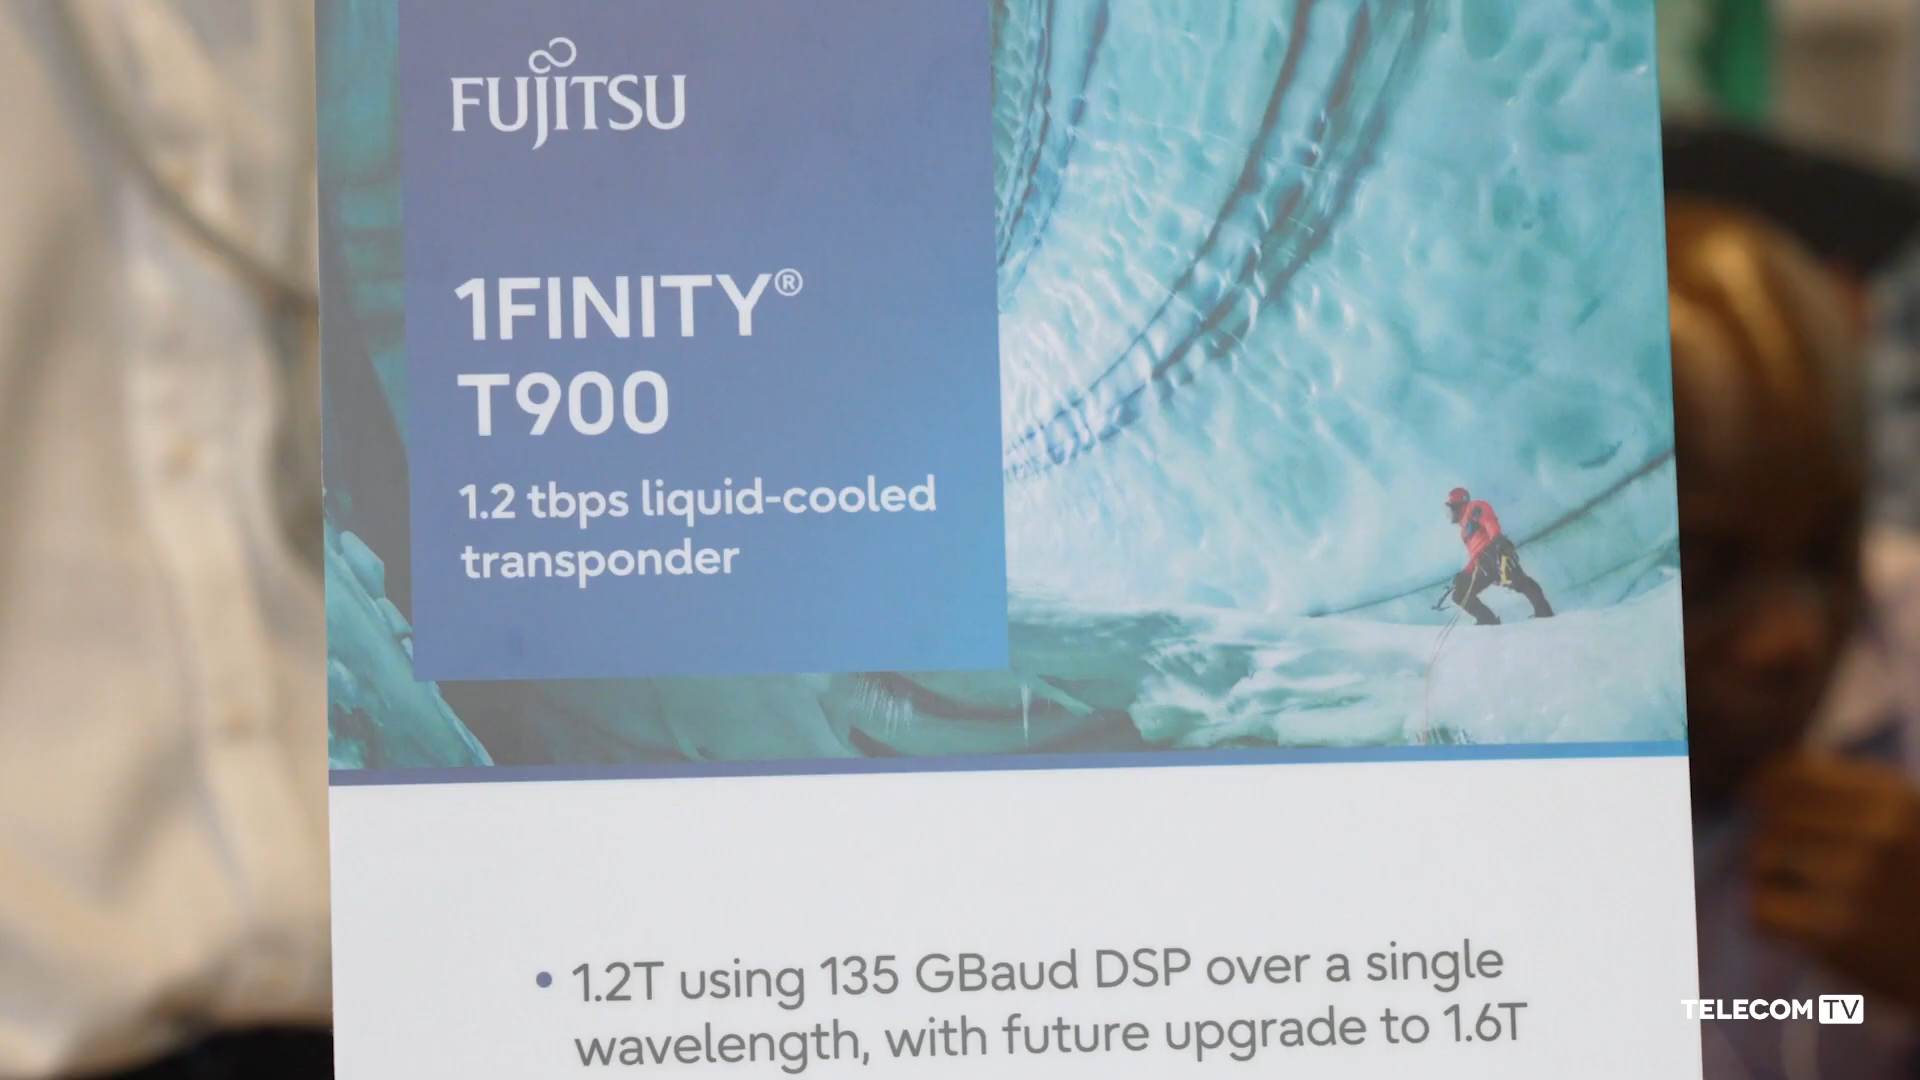 FUJITSU
1FINITY®
T900
1.2 tbps liquid-cooled
transponder
• 1.2T using 135 GBaud DSP over a single
wavelength, with future upgrade to 1.6T
TELECOM TV